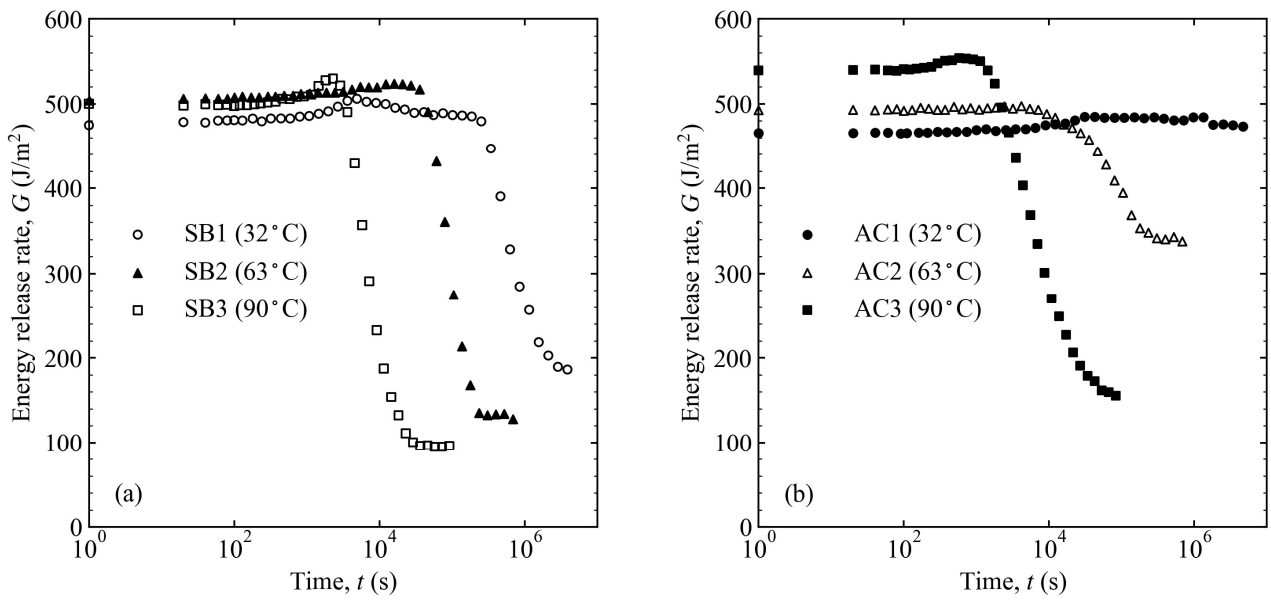 600
500
400
300
200
100
0
Energy release rate, G (J/m²)
SB1 (32°C)
SB2 (63°C)
SB3 (90°C)
(a)
10⁰ 10² 10⁴ 10⁶
Time, t (s)
600
500
400
300
200
100
0
Energy release rate, G (J/m²)
AC1 (32°C)
AC2 (63°C)
AC3 (90°C)
(b)
10⁰ 10² 10⁴ 10⁶
Time, t (s)